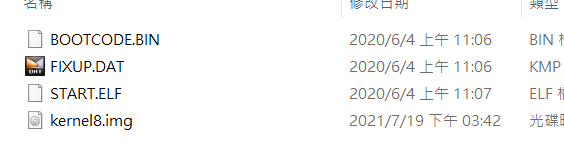 名稱 修改日期 類型
BOOTCODE.BIN 2020/6/4 上午 11:06 BIN
FIXUP.DAT 2020/6/4 上午 11:06 KMP
START.ELF 2020/6/4 上午 11:07 ELF
kernel8.img 2021/7/19 下午 03:42 光碟